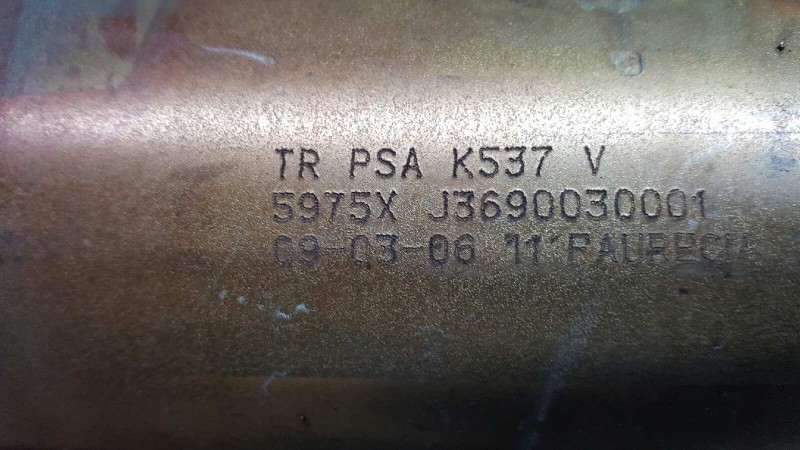 TR PSA K537 V
5975X J3690030001
09-03-06 11 FAURECIA